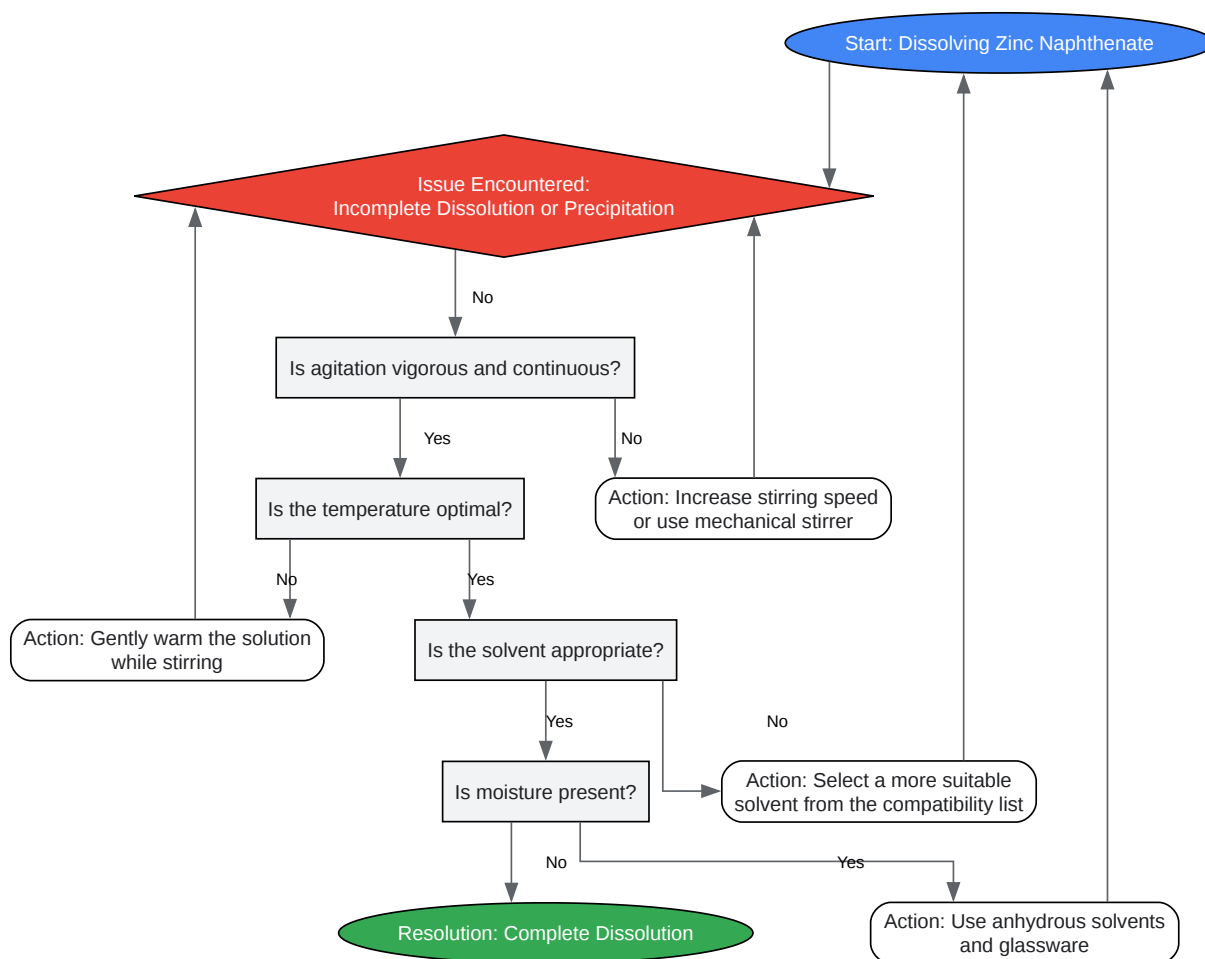 Start: Dissolving Zinc Naphthenate
Issue Encountered:
Incomplete Dissolution or Precipitation
No
Is agitation vigorous and continuous?
Yes
No
Is the temperature optimal?
Action: Increase stirring speed
or use mechanical stirrer
No
Yes
Action: Gently warm the solution
while stirring
Is the solvent appropriate?
Yes
No
Is moisture present?
Action: Select a more suitable
solvent from the compatibility list
No
Yes
Resolution: Complete Dissolution
Action: Use anhydrous solvents
and glassware